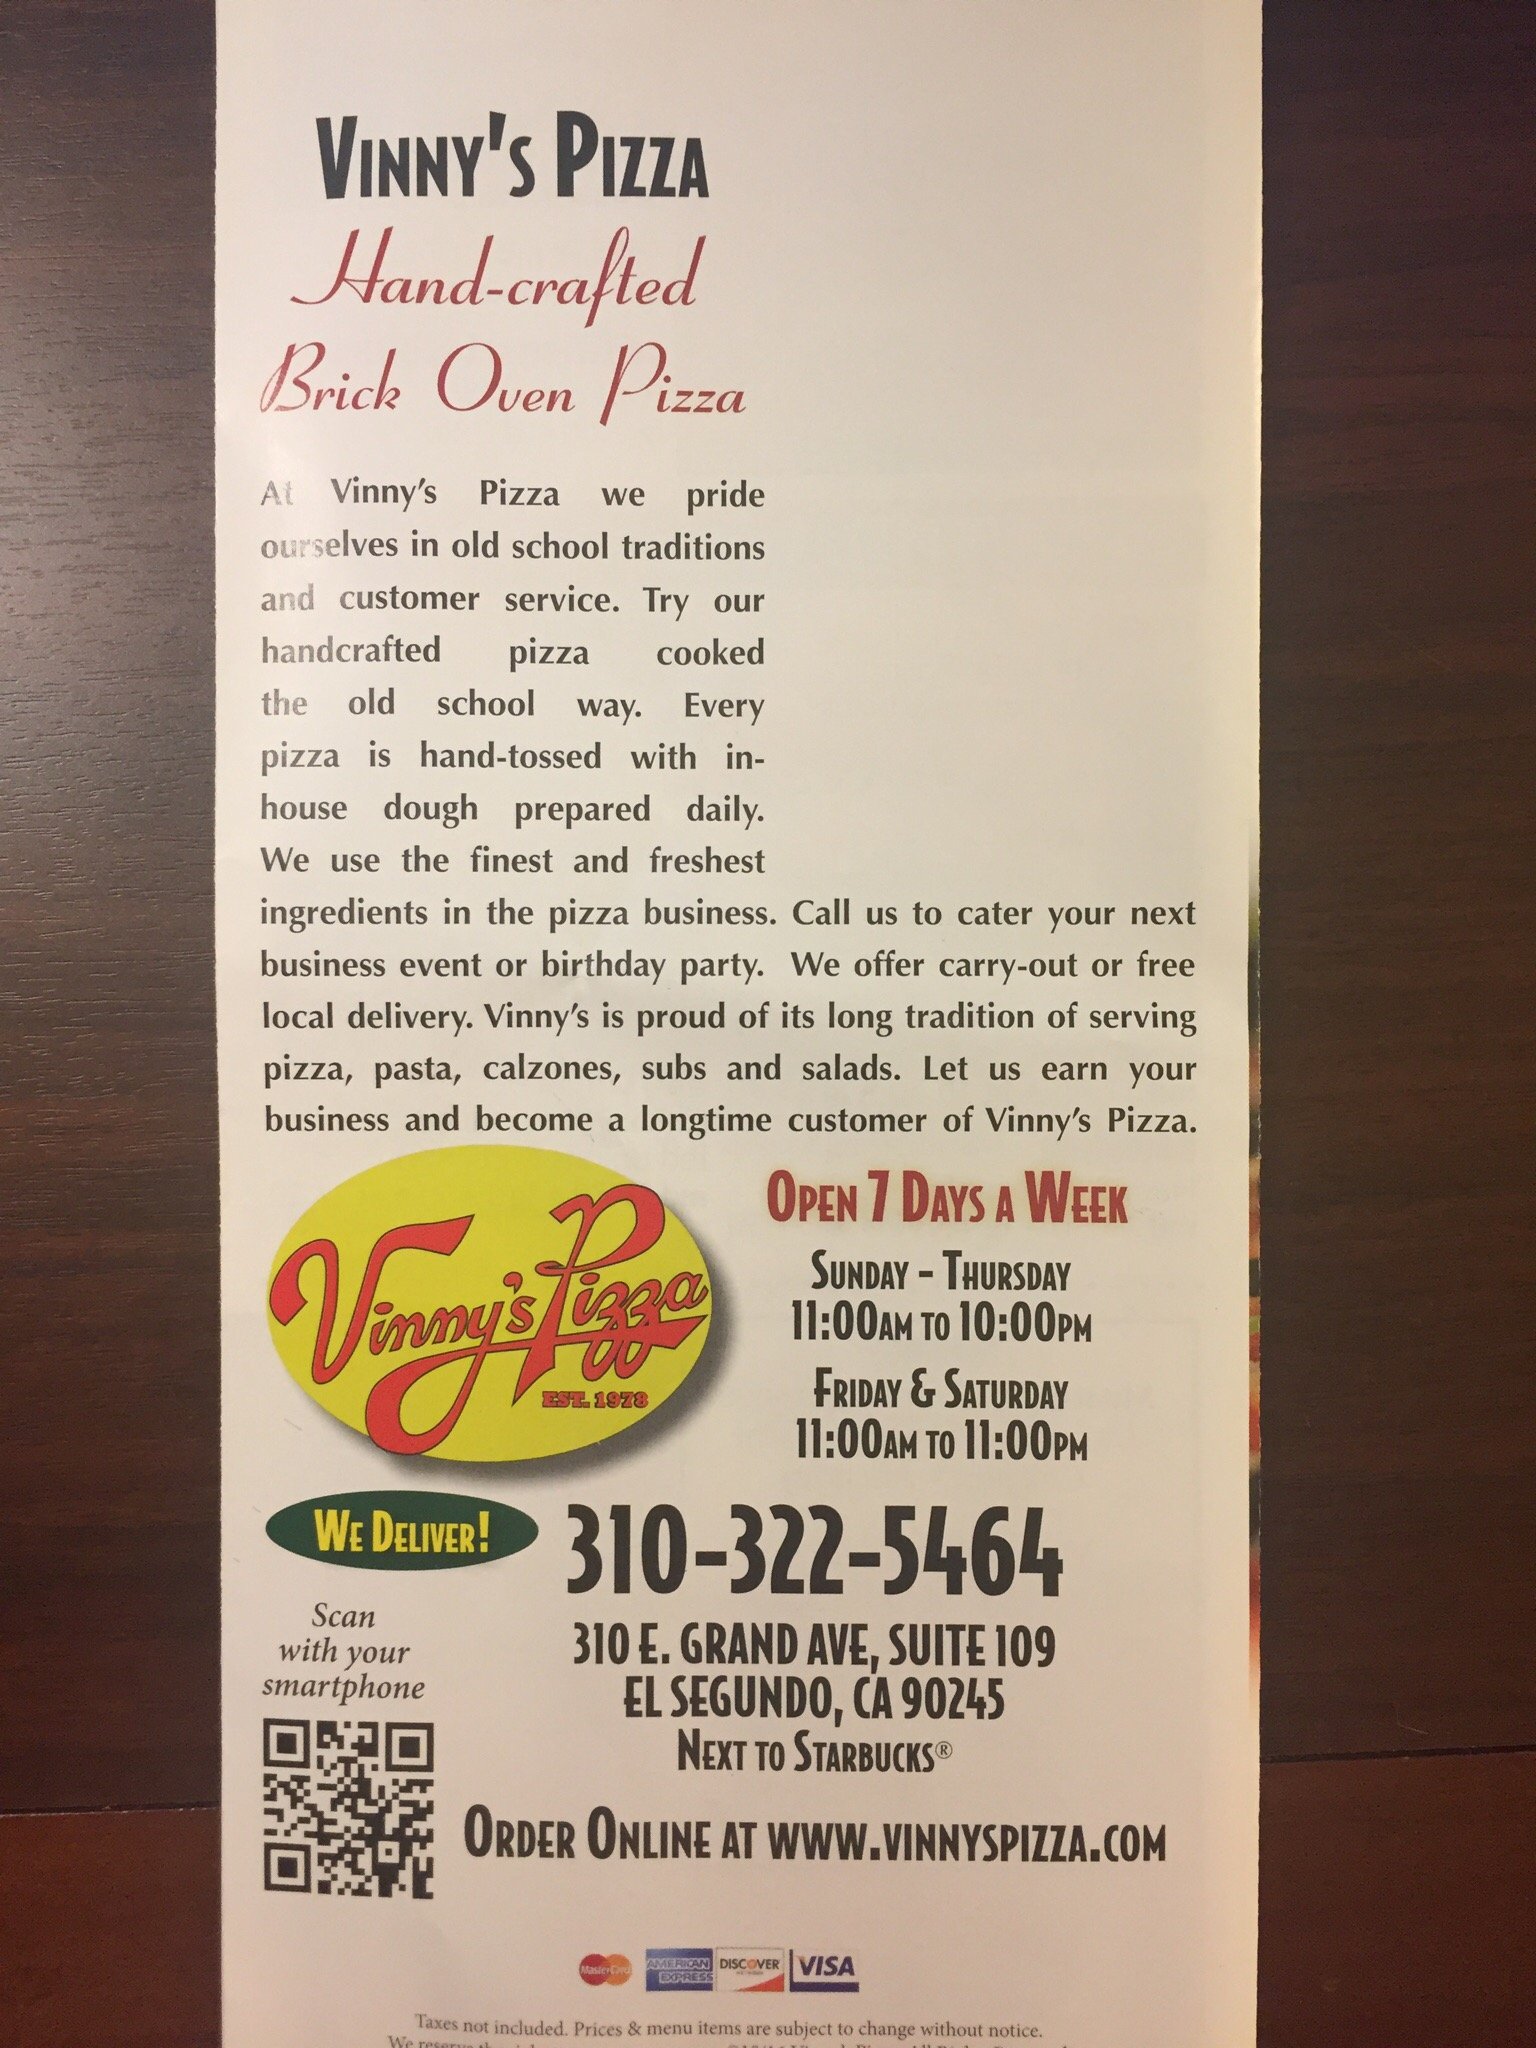 VINNY'S PIZZA
Hand-crafted
Brick Oven Pizza
At Vinny's Pizza we pride
ourselves in old school traditions
and customer service. Try our
handcrafted pizza cooked
the old school way. Every
pizza is hand-tossed with in-
house dough prepared daily.
We use the finest and freshest
ingredients in the pizza business. Call us to cater your next
business event or birthday party. We offer carry-out or free
local delivery. Vinny's is proud of its long tradition of serving
pizza, pasta, calzones, subs and salads. Let us earn your
business and become a longtime customer of Vinny's Pizza.
Vinny's Pizza
EST. 1978
OPEN 7 DAYS A WEEK
SUNDAY - THURSDAY
11:00AM TO 10:00PM
FRIDAY & SATURDAY
11:00AM TO 11:00PM
WE DELIVER!
310-322-5464
310 E. GRAND AVE, SUITE 109
EL SEGUNDO, CA 90245
NEXT TO STARBUCKS®
Scan
with your
smartphone
ORDER ONLINE AT WWW.VINNYSPIZZA.COM
MasterCard
AMERICAN EXPRESS
DISCOVER
VISA
Taxes not included. Prices & menu items are subject to change without notice.
We